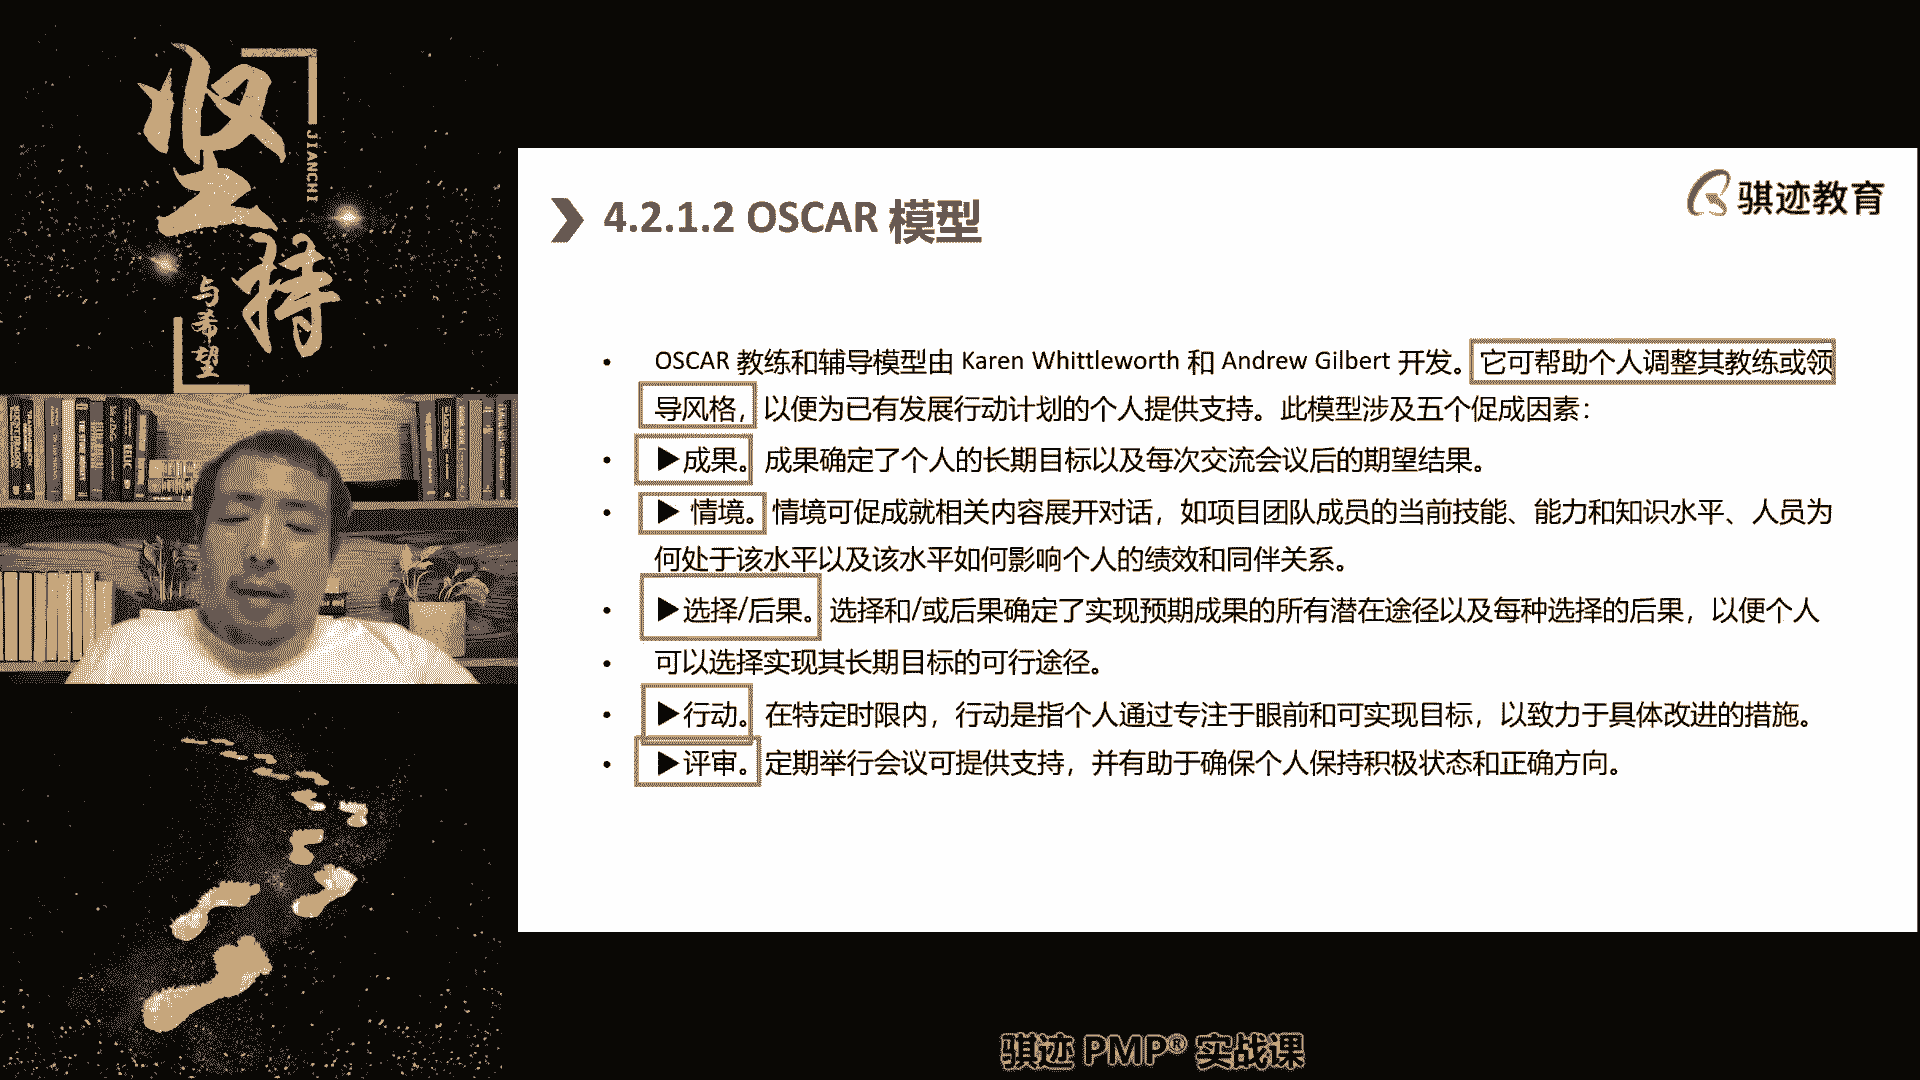 坚持
JIANCHI
与希望
骐迹教育
4.2.1.2 OSCAR 模型
• OSCAR 教练和辅导模型由 Karen Whittleworth 和 Andrew Gilbert 开发。它可帮助个人调整其教练或领
导风格，以便为已有发展行动计划的个人提供支持。此模型涉及五个促成因素：
• ▶成果。成果确定了个人的长期目标以及每次交流会议后的期望结果。
• ▶ 情境。情境可促成就相关内容展开对话，如项目团队成员的当前技能、能力和知识水平、人员为
何处于该水平以及该水平如何影响个人的绩效和同伴关系。
• ▶选择/后果。选择和/或后果确定了实现预期成果的所有潜在途径以及每种选择的后果，以便个人
• 可以选择实现其长期目标的可行途径。
• ▶行动。在特定时限内，行动是指个人通过专注于眼前和可实现目标，以致力于具体改进的措施。
• ▶评审。定期举行会议可提供支持，并有助于确保个人保持积极状态和正确方向。
骐迹 PMP® 实战课